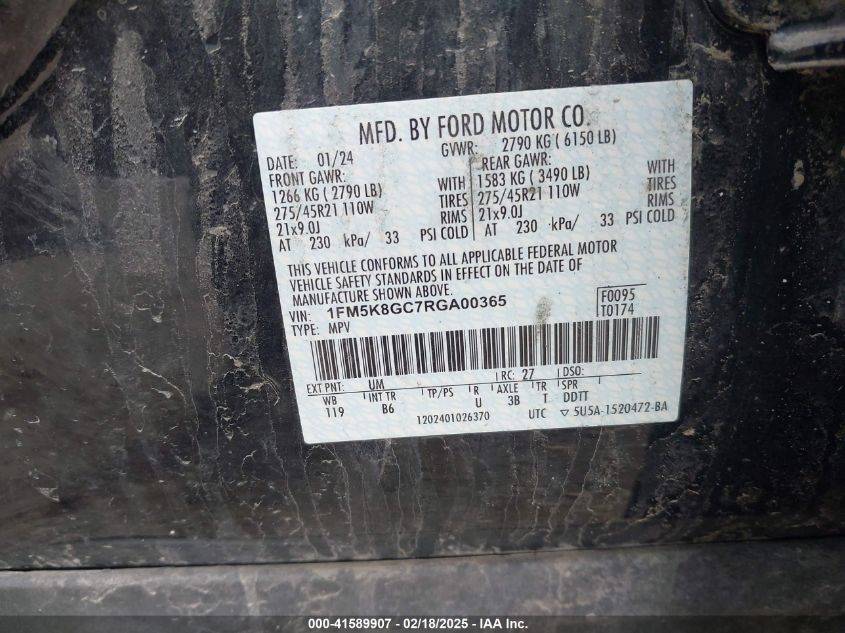 MFD. BY FORD MOTOR CO.
DATE: 01/24 GVWR: 2790 KG ( 6150 LB)
FRONT GAWR: REAR GAWR:
1266 KG ( 2790 LB) WITH 1583 KG ( 3490 LB) WITH
275/45R21 110W TIRES 275/45R21 110W TIRES
21x9.0J RIMS 21x9.0J RIMS
AT 230 kPa/ 33 PSI COLD AT 230 kPa/ 33 PSI COLD
THIS VEHICLE CONFORMS TO ALL APPLICABLE FEDERAL MOTOR
VEHICLE SAFETY STANDARDS IN EFFECT ON THE DATE OF
MANUFACTURE SHOWN ABOVE.
VIN: 1FM5K8GC7RGA00365 F0095
TYPE: MPV T0174
EXT PNT: UM RC: 27 DSO:
WB INT TR TP/PS R AXLE TR SPR
119 B6 U 3B T DDTT
1202401026370 UTC ▽ 5U5A-1520472-BA
000-41589907 - 02/18/2025 - IAA Inc.